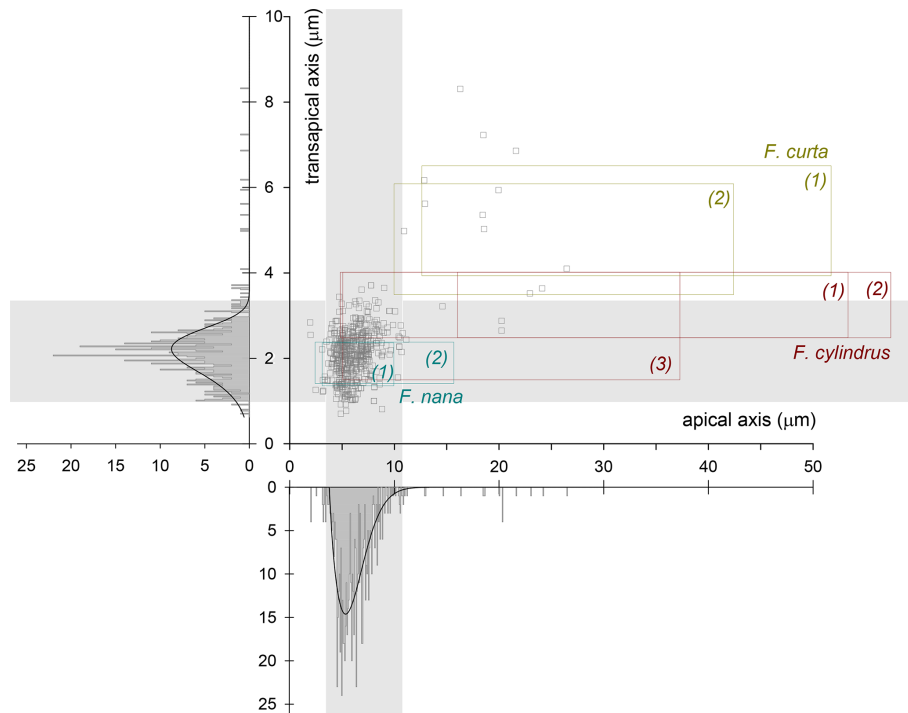 10
8
6
4
2
0
transapical axis (μm)
F. curta
(1)
(2)
(1)
(2)
F. cylindrus
(3)
(2)
(1)
F. nana
apical axis (μm)
25 20 15 10 5 0
0 10 20 30 40 50
0
5
10
15
20
25